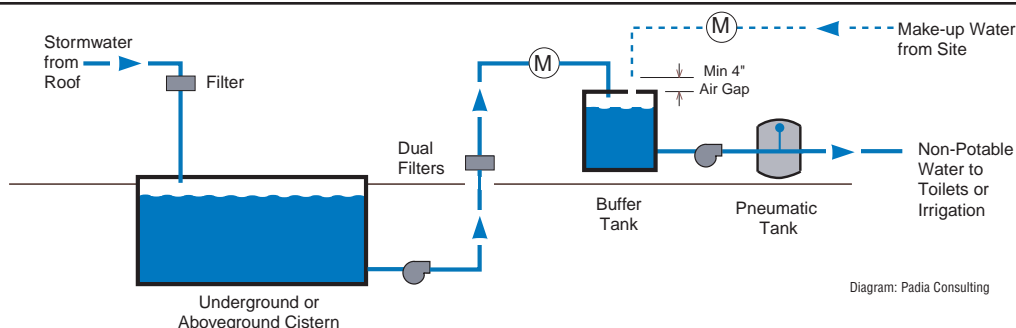 Stormwater
from
Roof
Filter
Dual
Filters
M
M
Min 4"
Air Gap
Make-up Water
from Site
Buffer
Tank
Pneumatic
Tank
Non-Potable
Water to
Toilets or
Irrigation
Underground or
Aboveground Cistern
Diagram: Padia Consulting